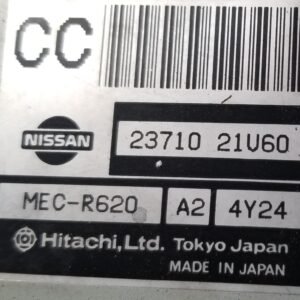 CC
NISSAN 23710 21U60
MEC-R620 A2 4Y24
Hitachi, Ltd. Tokyo Japan
MADE IN JAPAN